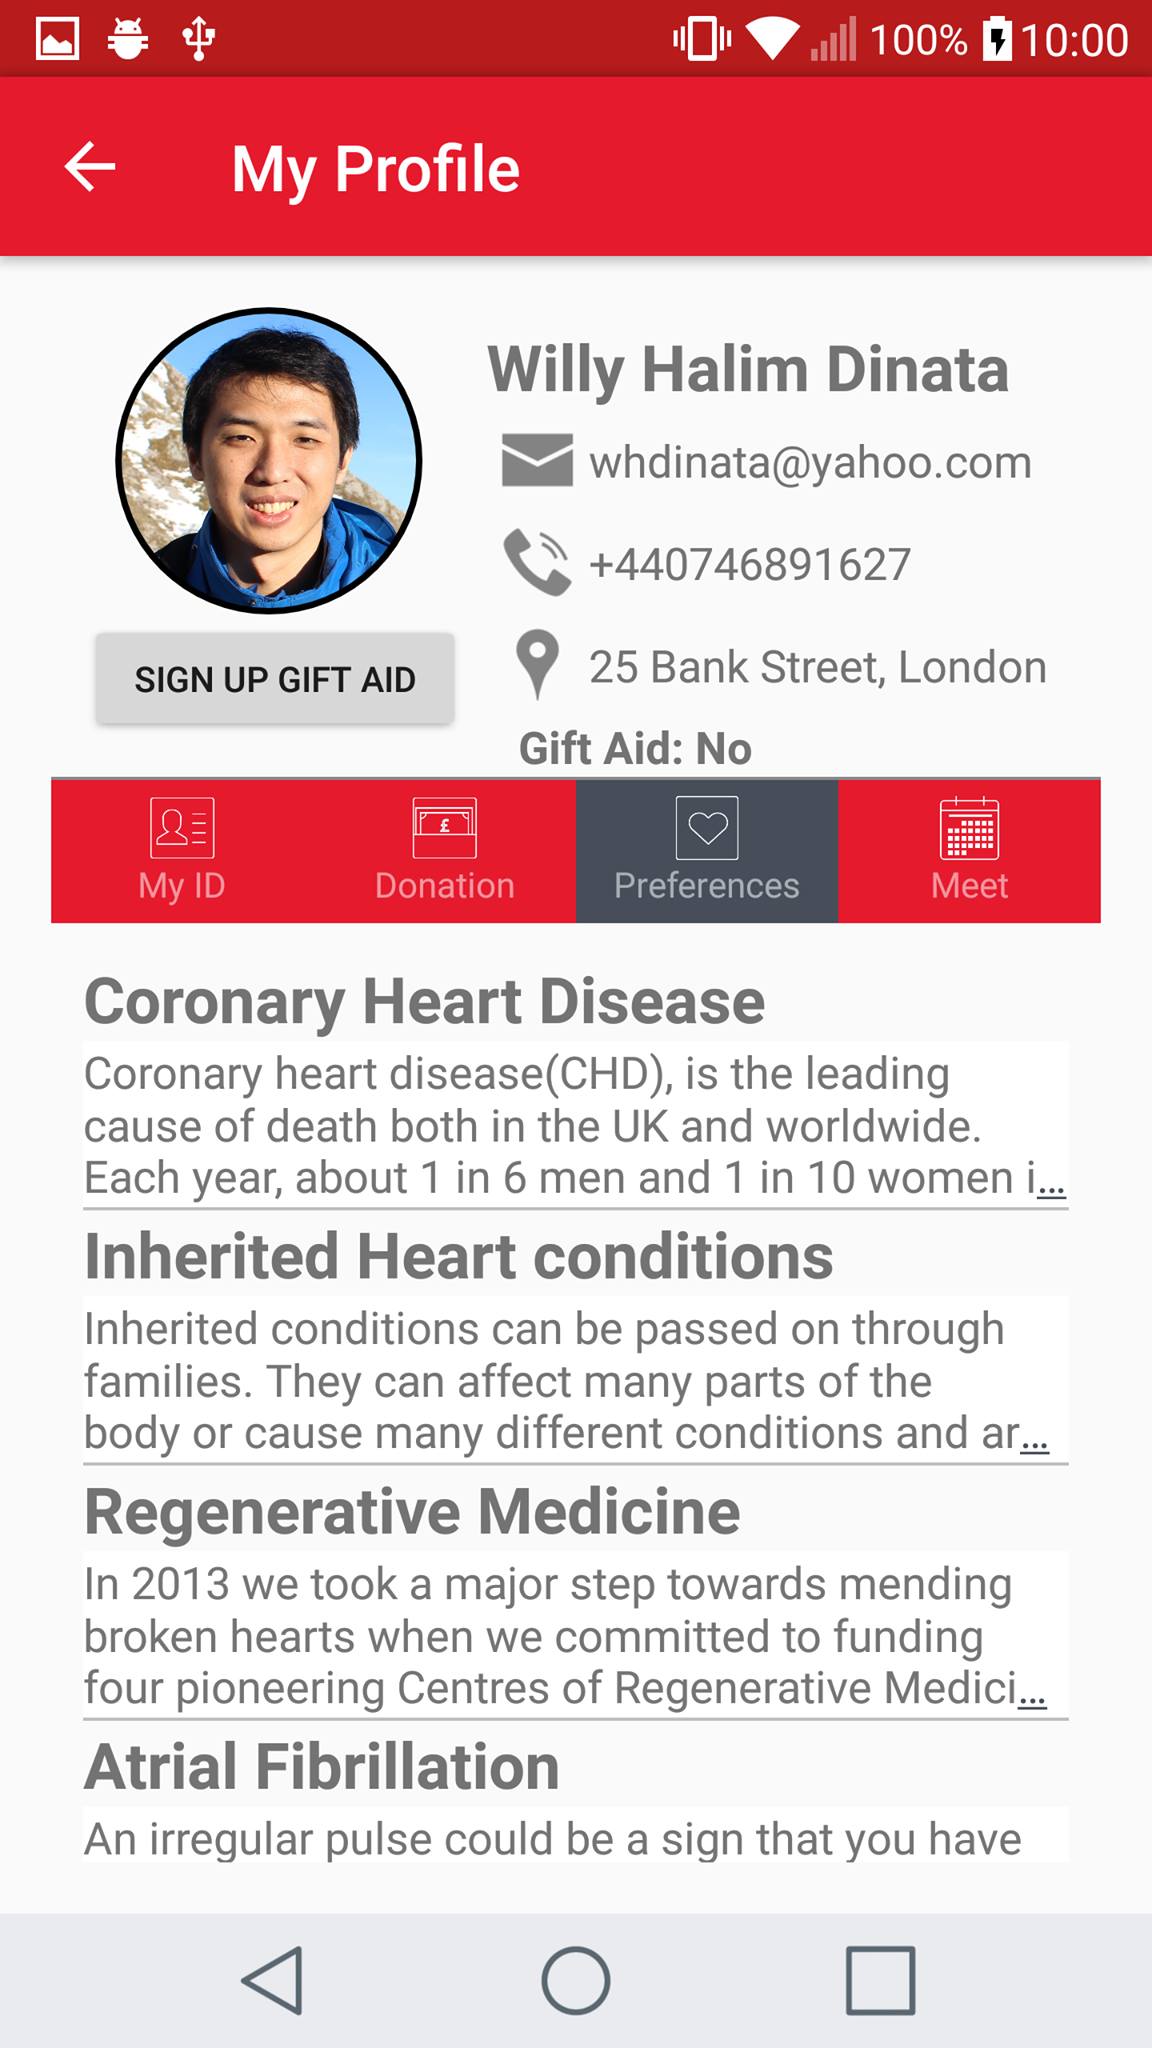 100% 10:00
My Profile
Willy Halim Dinata
whdinata@yahoo.com
+440746891627
25 Bank Street, London
SIGN UP GIFT AID
Gift Aid: No
My ID
Donation
Preferences
Meet
Coronary Heart Disease
Coronary heart disease(CHD), is the leading
cause of death both in the UK and worldwide.
Each year, about 1 in 6 men and 1 in 10 women i...
Inherited Heart conditions
Inherited conditions can be passed on through
families. They can affect many parts of the
body or cause many different conditions and ar...
Regenerative Medicine
In 2013 we took a major step towards mending
broken hearts when we committed to funding
four pioneering Centres of Regenerative Medici...
Atrial Fibrillation
An irregular pulse could be a sign that you have